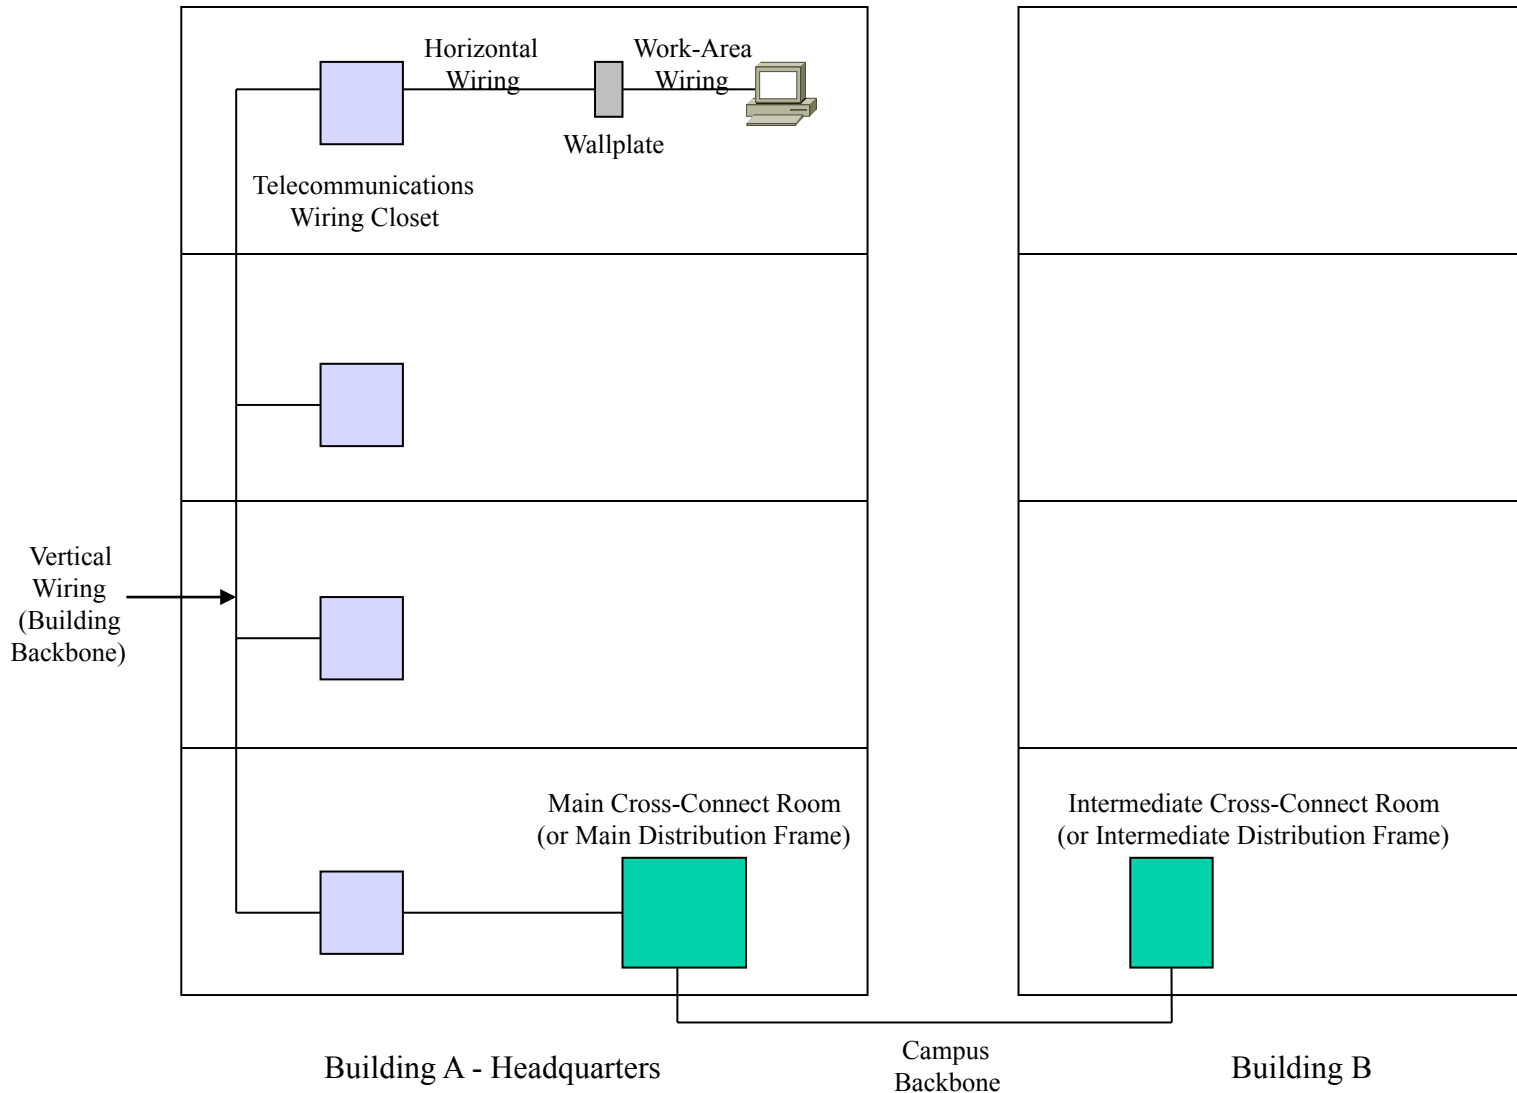 Horizontal
Wiring
Work-Area
Wiring
Wallplate
Telecommunications
Wiring Closet
Vertical
Wiring
(Building
Backbone)
Main Cross-Connect Room
(or Main Distribution Frame)
Intermediate Cross-Connect Room
(or Intermediate Distribution Frame)
Building A - Headquarters
Campus
Backbone
Building B